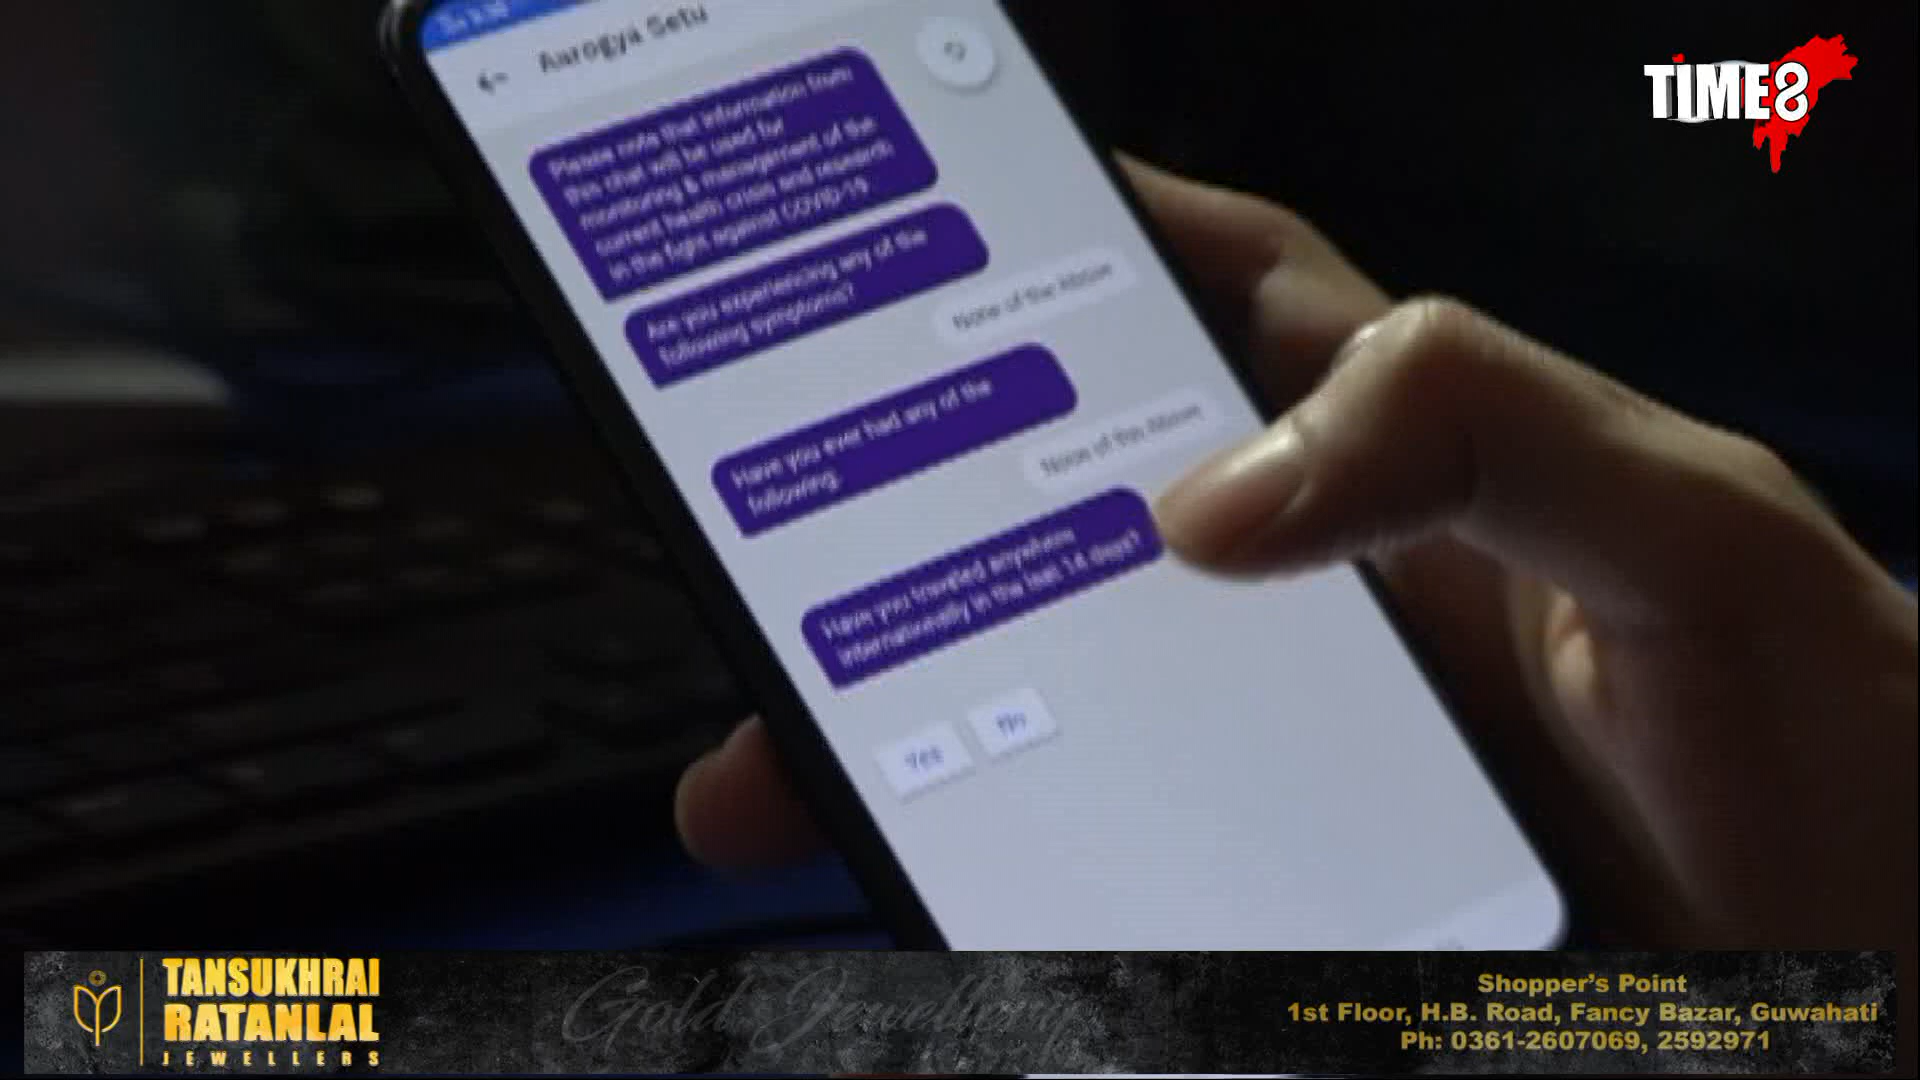 Aarogya Setu
TIME8
Please note that information from
this chat will be used for
monitoring & management of the
current health crisis and research
in the fight against COVID-19
Are you experiencing any of the
following symptoms?
None of the Above
Have you ever had any of the
following.
None of the Above
Have you traveled anywhere
internationally in the last 14 days?
Yes
No
TANSUKHRAI
RATANLAL
JEWELLERS
Gold Jewellery
Shopper's Point
1st Floor, H.B. Road, Fancy Bazar, Guwahati
Ph: 0361-2607069, 2592971